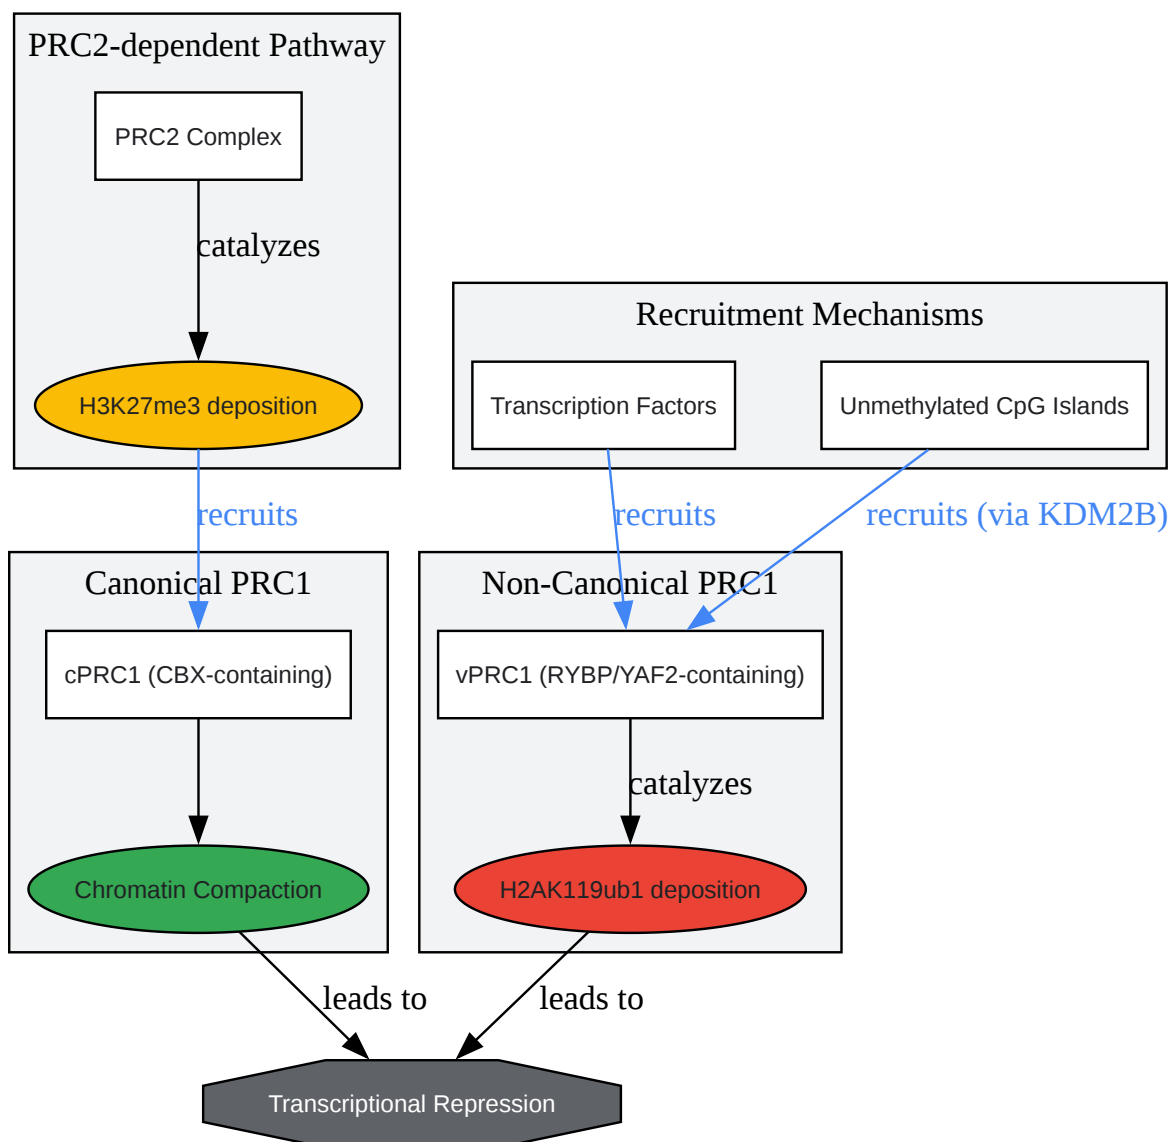 PRC2-dependent Pathway
PRC2 Complex
catalyzes
H3K27me3 deposition
recruits
Recruitment Mechanisms
Transcription Factors
Unmethylated CpG Islands
recruits
recruits (via KDM2B)
Canonical PRC1
cPRC1 (CBX-containing)
Chromatin Compaction
leads to
Non-Canonical PRC1
vPRC1 (RYBP/YAF2-containing)
catalyzes
H2AK119ub1 deposition
leads to
Transcriptional Repression